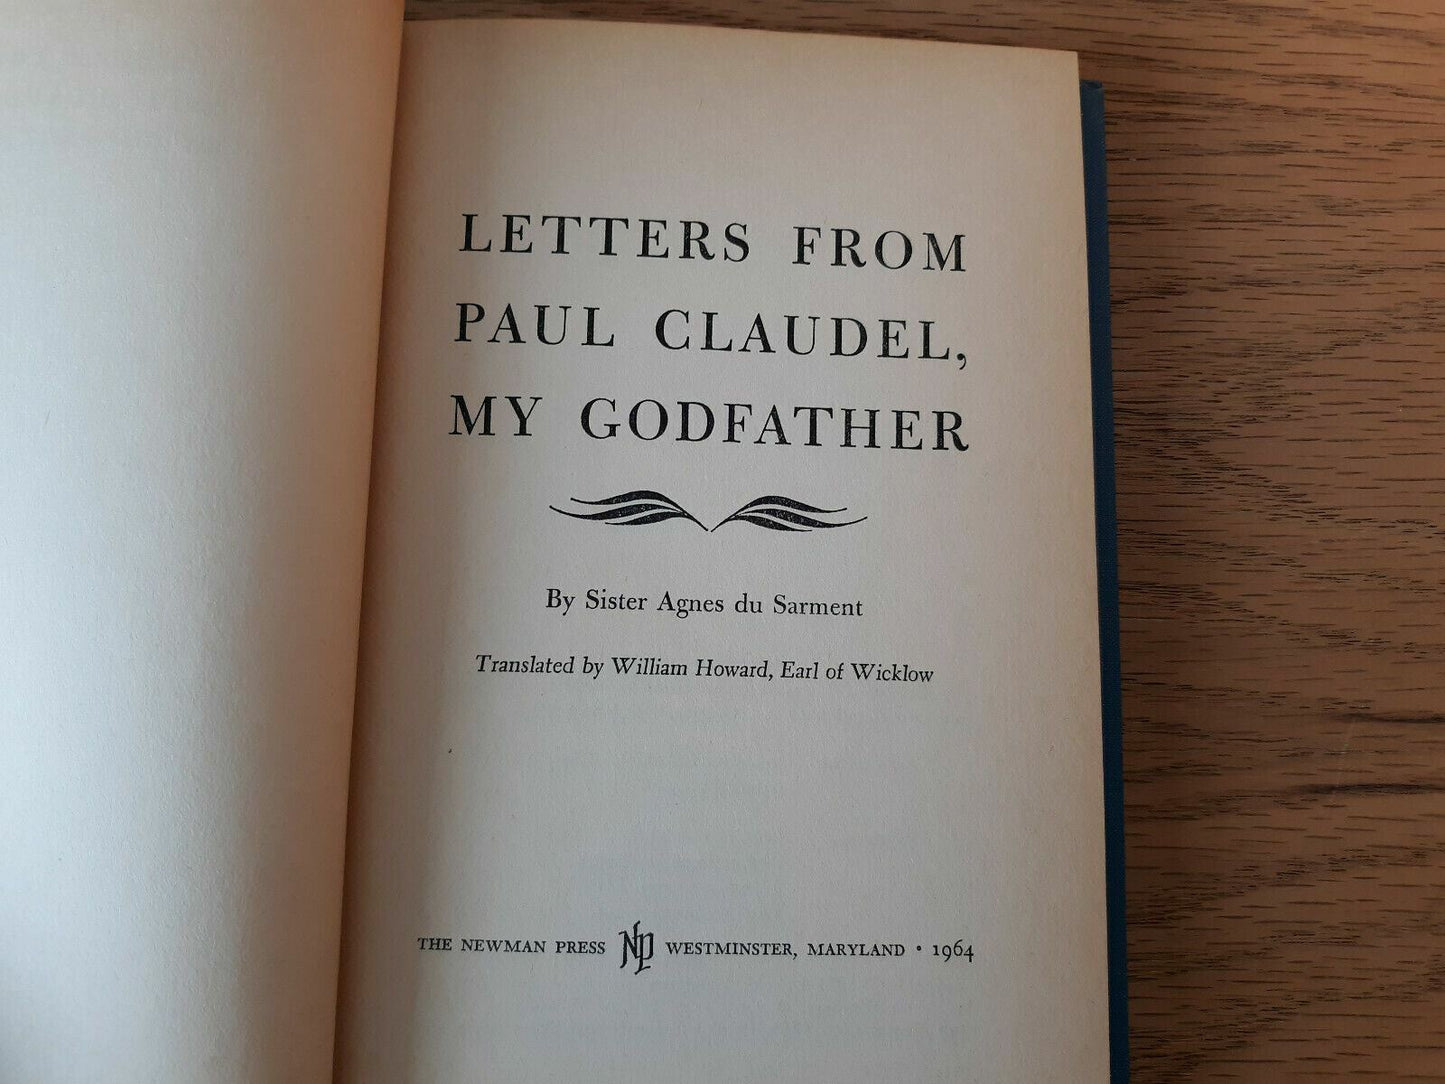 LETTERS FROM
PAUL CLAUDEL,
MY GODFATHER
By Sister Agnes du Sarment
Translated by William Howard, Earl of Wicklow
THE NEWMAN PRESS NP WESTMINSTER, MARYLAND • 1964